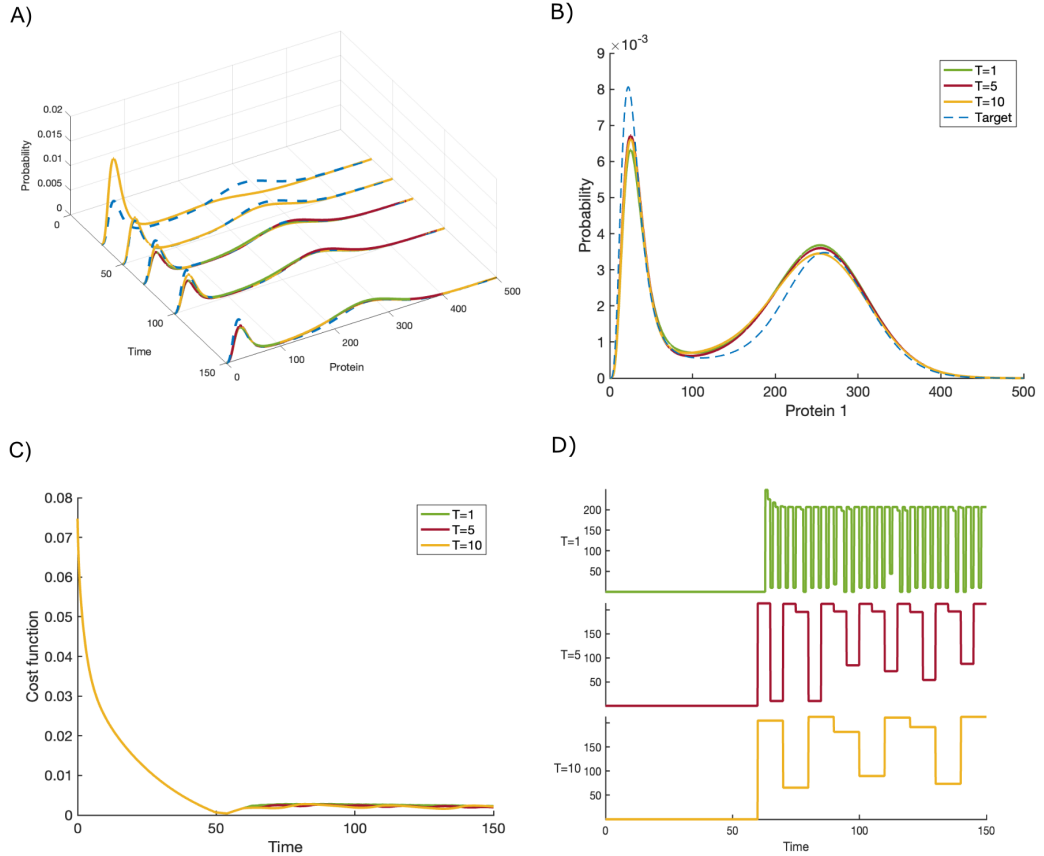 A)
0.02
0.015
0.01
0.005
0
Probability
0
50
100
150
Time
0
100
200
300
400
500
Protein
B)
×10⁻³
9
8
7
6
5
4
3
2
1
0
Probability
0 100 200 300 400 500
Protein 1
T=1
T=5
T=10
Target
C)
0.08
0.07
0.06
0.05
0.04
0.03
0.02
0.01
0
Cost function
0 50 100 150
Time
T=1
T=5
T=10
D)
200
150
100
50
T=1
150
100
50
T=5
150
100
50
T=10
0 50 100 150
Time